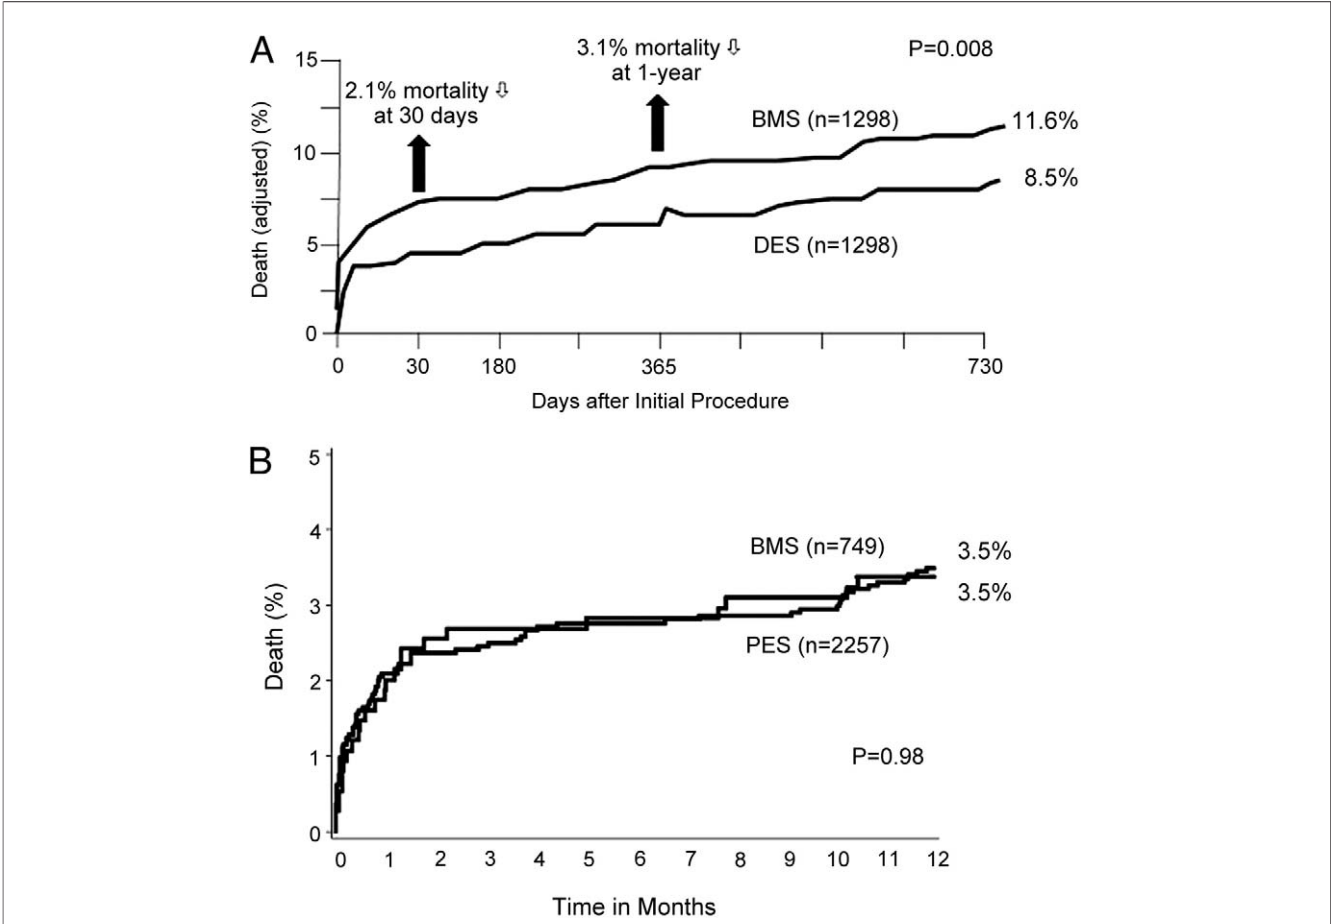 A
3.1% mortality ⇩
at 1-year
P=0.008
2.1% mortality ⇩
at 30 days
15
10
5
0
Death (adjusted) (%)
BMS (n=1298)
11.6%
8.5%
DES (n=1298)
0 30 180 365 730
Days after Initial Procedure
B
5
4
3
2
1
0
Death (%)
BMS (n=749)
3.5%
3.5%
PES (n=2257)
P=0.98
0 1 2 3 4 5 6 7 8 9 10 11 12
Time in Months